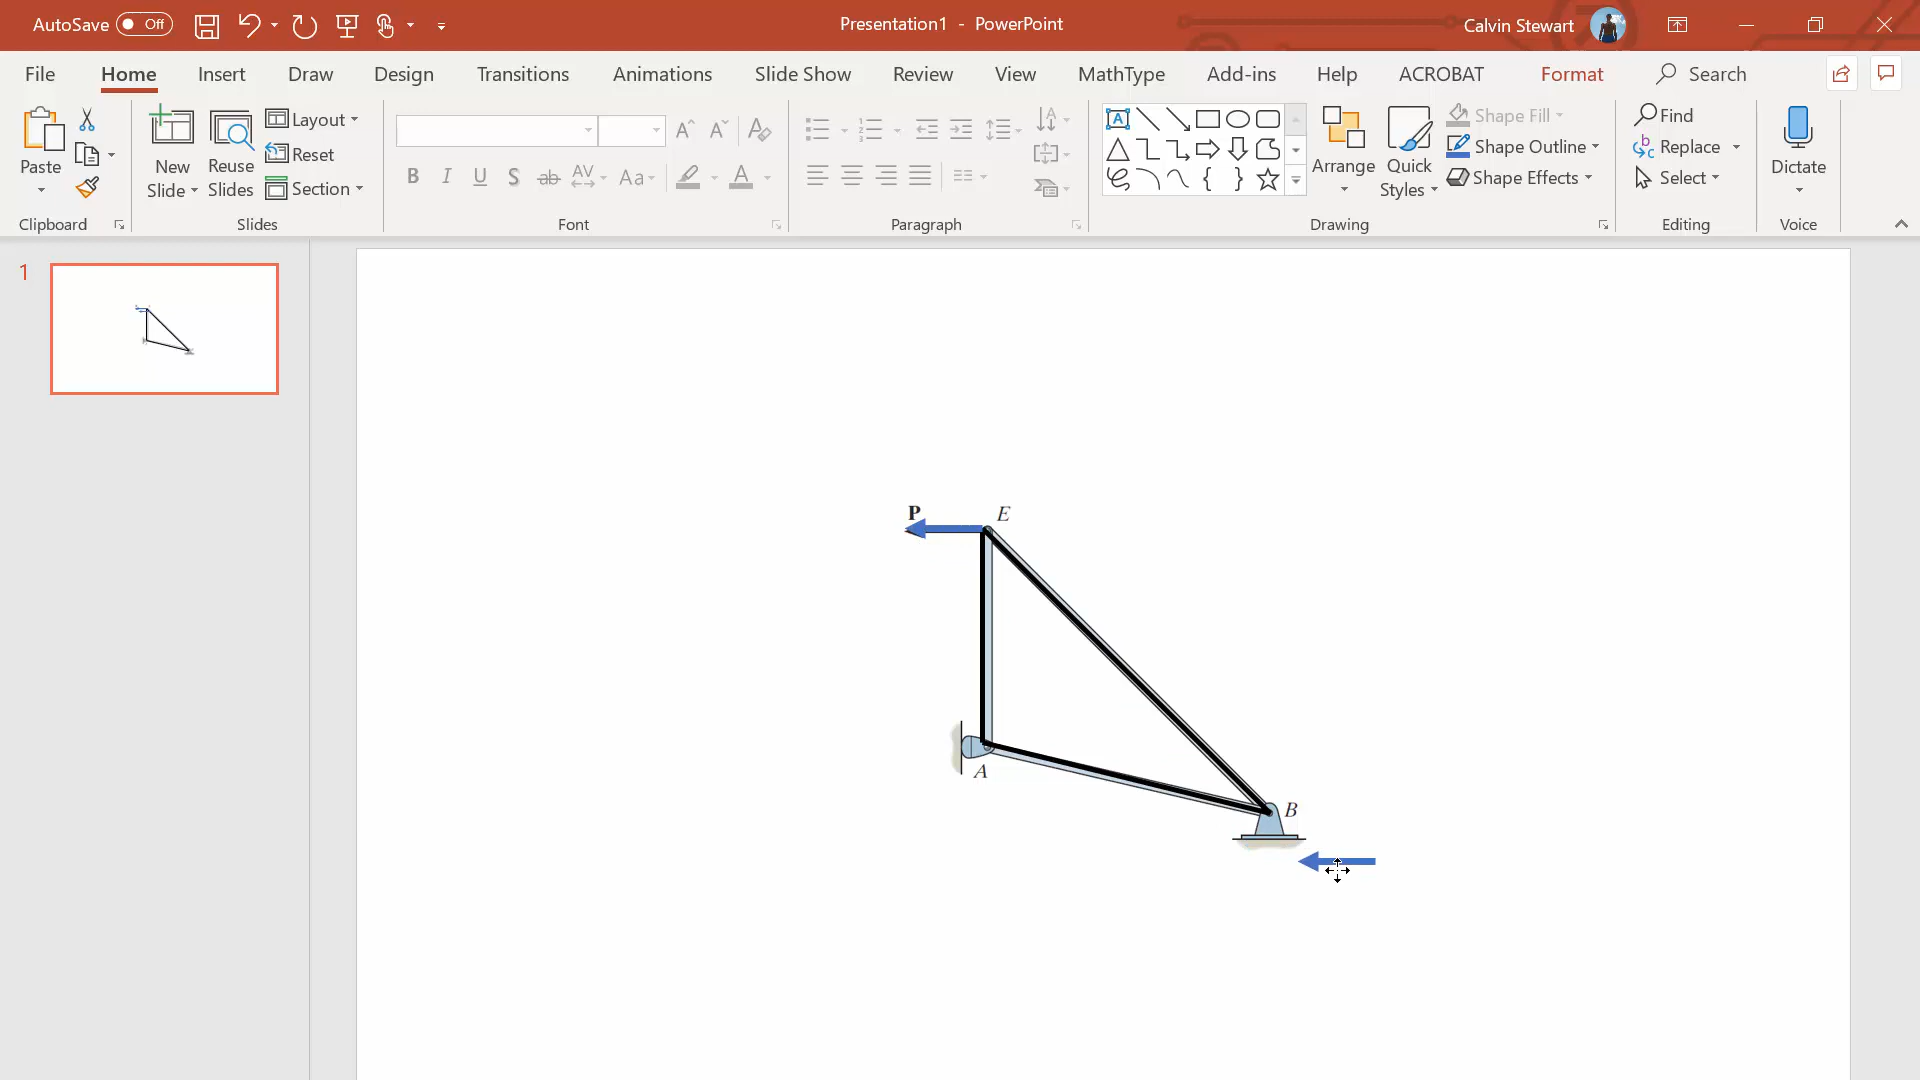 AutoSave Off
Presentation1 - PowerPoint
Calvin Stewart
File Home Insert Draw Design Transitions Animations Slide Show Review View MathType Add-ins Help ACROBAT Format Search
Paste
Clipboard
New Slide
Reuse Slides
Layout
Reset
Section
Slides
B I U S ab AV Aa A
Font
Paragraph
Arrange
Quick Styles
Shape Fill
Shape Outline
Shape Effects
Drawing
Find
Replace
Select
Editing
Dictate
Voice
1
P
E
A
B